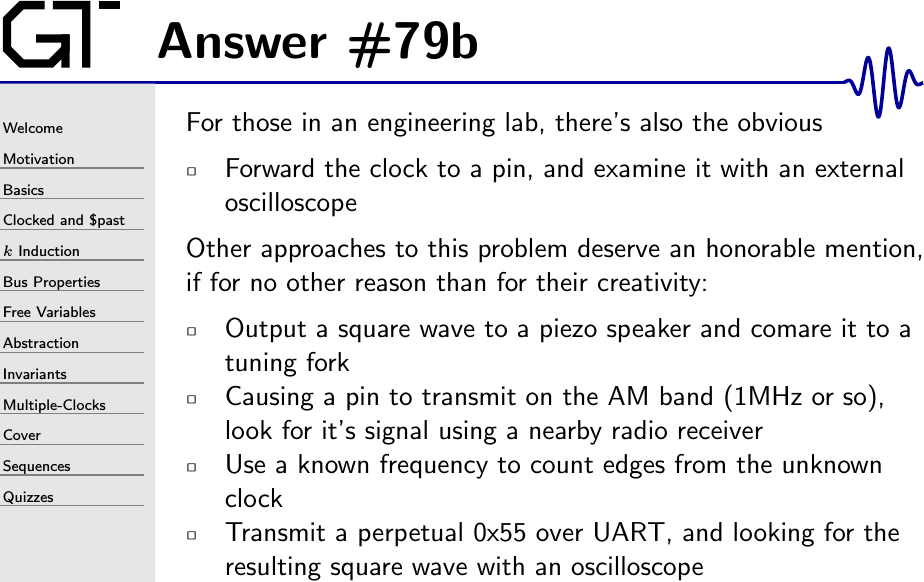 GT
Answer #79b
Welcome
Motivation
Basics
Clocked and $past
k Induction
Bus Properties
Free Variables
Abstraction
Invariants
Multiple-Clocks
Cover
Sequences
Quizzes
For those in an engineering lab, there's also the obvious
▫ Forward the clock to a pin, and examine it with an external
oscilloscope
Other approaches to this problem deserve an honorable mention,
if for no other reason than for their creativity:
▫ Output a square wave to a piezo speaker and comare it to a
tuning fork
▫ Causing a pin to transmit on the AM band (1MHz or so),
look for it's signal using a nearby radio receiver
▫ Use a known frequency to count edges from the unknown
clock
▫ Transmit a perpetual 0x55 over UART, and looking for the
resulting square wave with an oscilloscope